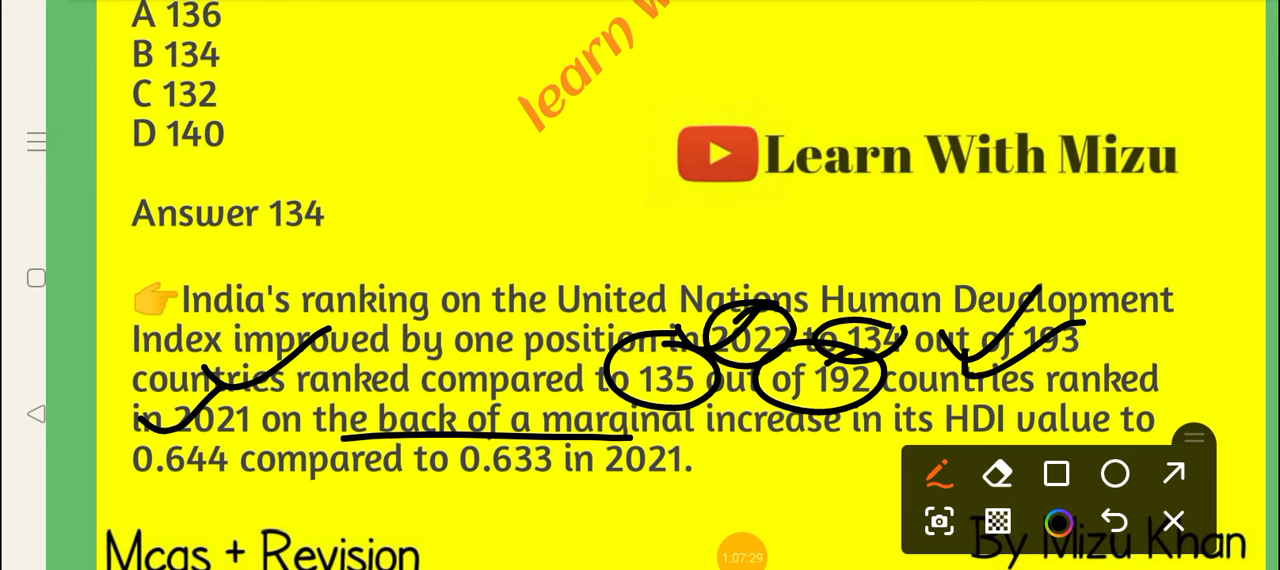 A 136
B 134
C 132
D 140
learn
Learn With Mizu
Answer 134
👉India's ranking on the United Nations Human Development
Index improved by one position in 2022 to 134 out of 193
countries ranked compared to 135 out of 192 countries ranked
in 2021 on the back of a marginal increase in its HDI value to
0.644 compared to 0.633 in 2021.
Mcqs + Revision
1:07:29
By Mizu Khan